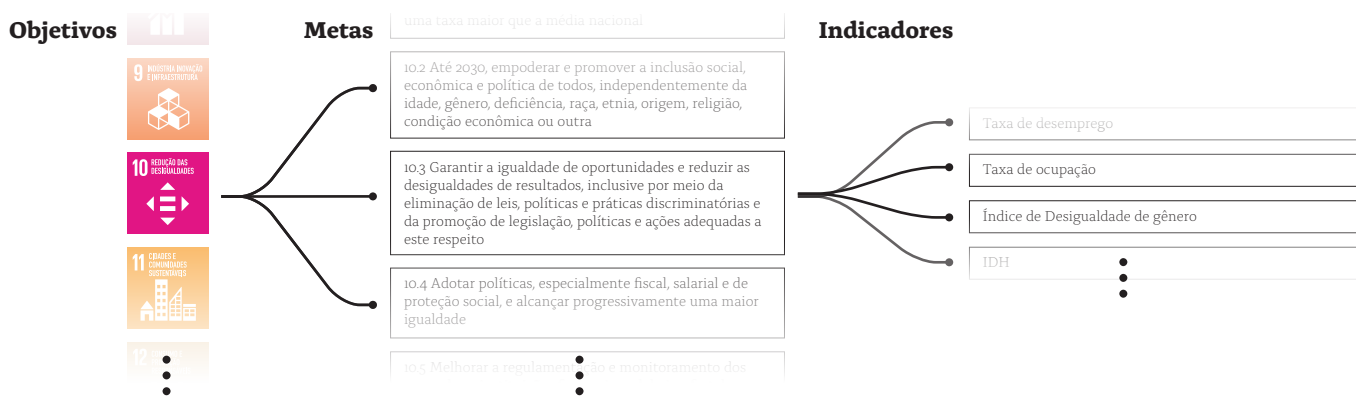 Objetivos
Metas
Indicadores
9 INDÚSTRIA INOVAÇÃO
E INFRAESTRUTURA
10 REDUÇÃO DAS
DESIGUALDADES
11 CIDADES E
COMUNIDADES
SUSTENTÁVEIS
12
uma taxa maior que a média nacional
10.2 Até 2030, empoderar e promover a inclusão social,
econômica e política de todos, independentemente da
idade, gênero, deficiência, raça, etnia, origem, religião,
condição econômica ou outra
10.3 Garantir a igualdade de oportunidades e reduzir as
desigualdades de resultados, inclusive por meio da
eliminação de leis, políticas e práticas discriminatórias e
da promoção de legislação, políticas e ações adequadas a
este respeito
10.4 Adotar políticas, especialmente fiscal, salarial e de
proteção social, e alcançar progressivamente uma maior
igualdade
10.5 Melhorar a regulamentação e monitoramento dos
Taxa de desemprego
Taxa de ocupação
Índice de Desigualdade de gênero
IDH